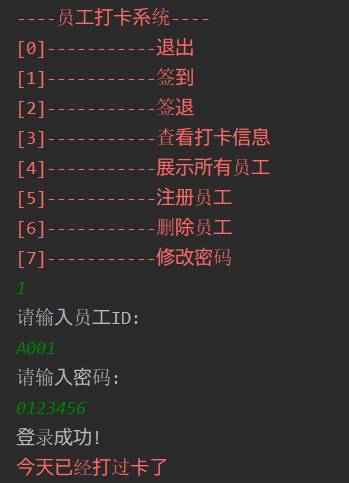 ----员工打卡系统----
[0]-----------退出
[1]-----------签到
[2]-----------签退
[3]-----------查看打卡信息
[4]-----------展示所有员工
[5]-----------注册员工
[6]-----------删除员工
[7]-----------修改密码
1
请输入员工ID:
A001
请输入密码:
0123456
登录成功!
今天已经打过卡了